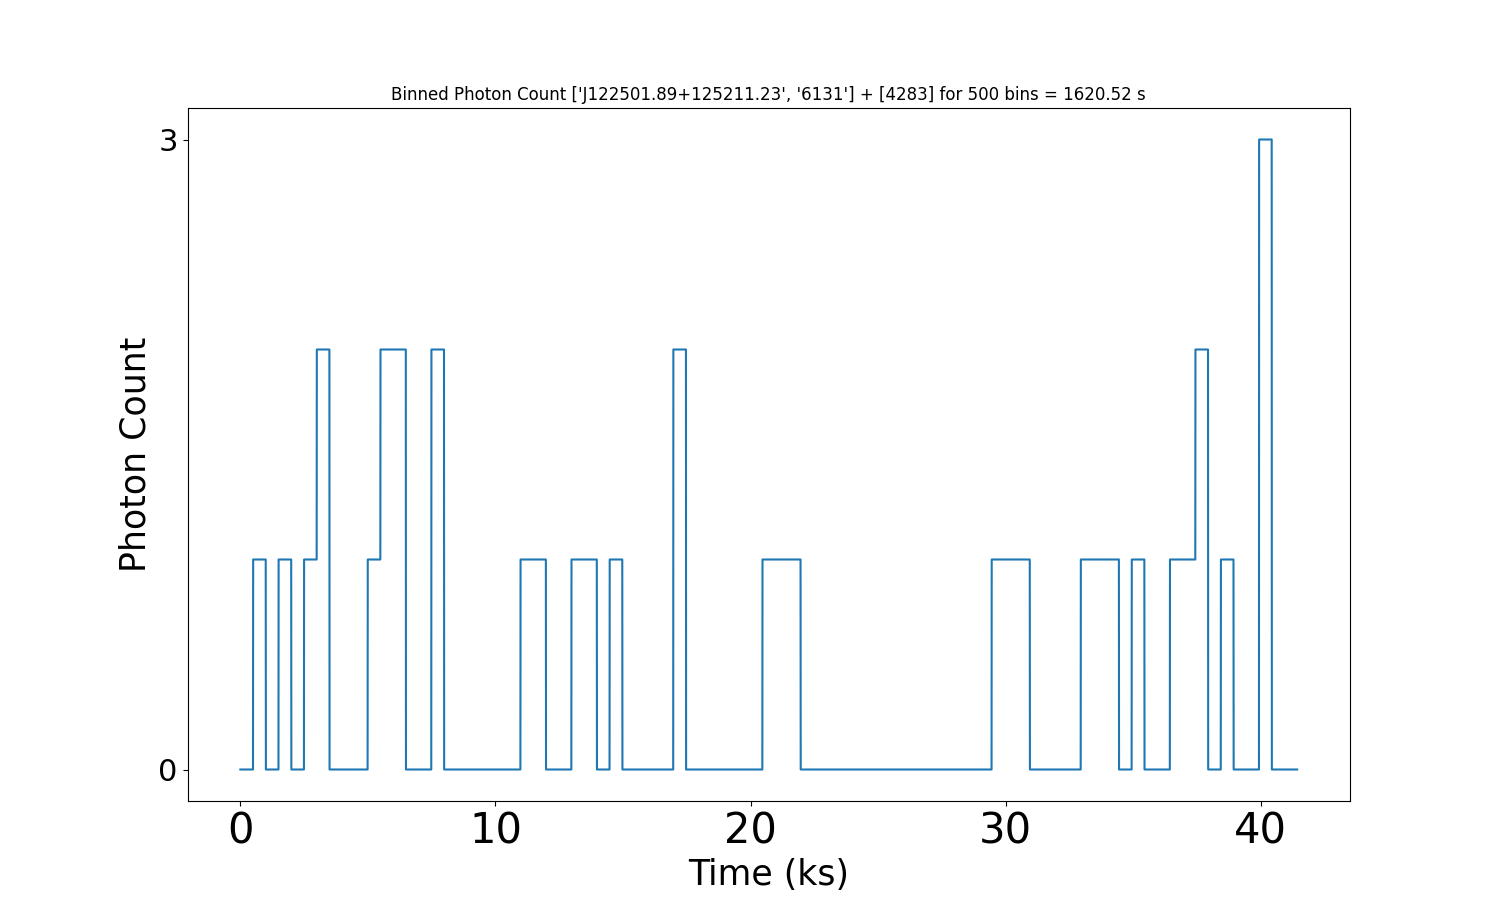 Binned Photon Count ['J122501.89+125211.23', '6131'] + [4283] for 500 bins = 1620.52 s
3
Photon Count
0
0 10 20 30 40
Time (ks)